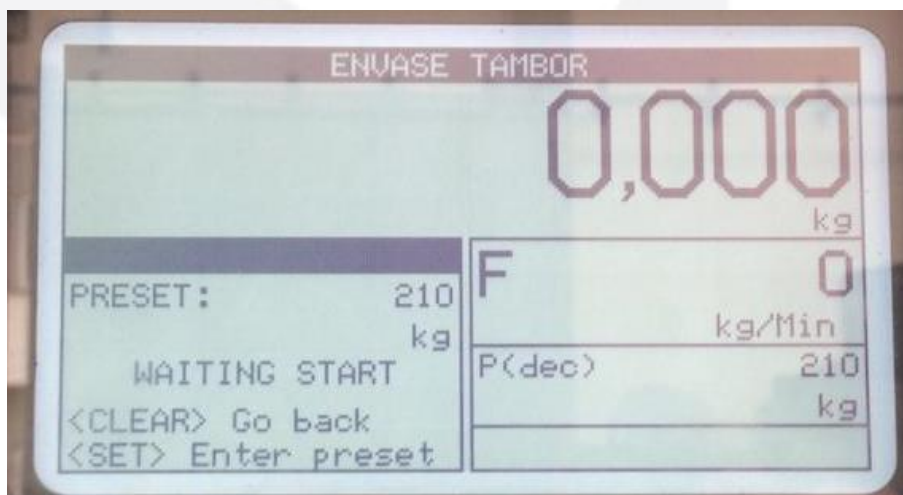 ENVASE TAMBOR
0,000
kg
PRESET: 210
kg
WAITING START
<CLEAR> Go back
<SET> Enter preset
F 0
kg/Min
P(dec) 210
kg